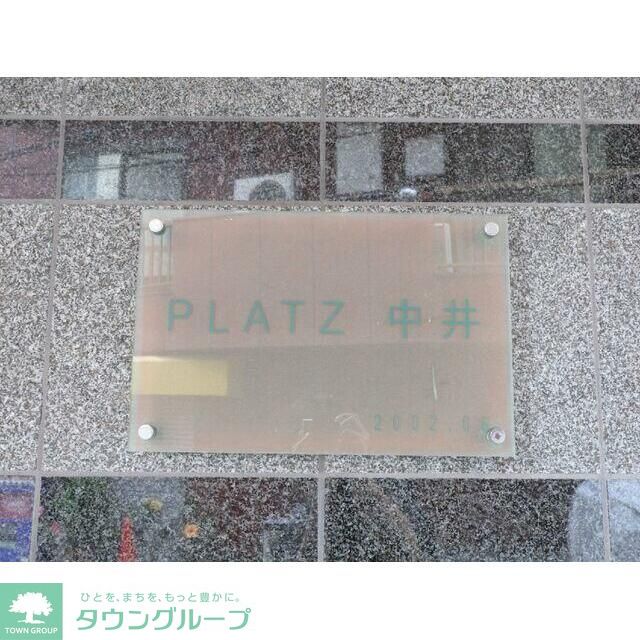 PLATZ 中井
2002.06
ひとを、まちを、もっと豊かに。
タウングループ
TOWN GROUP